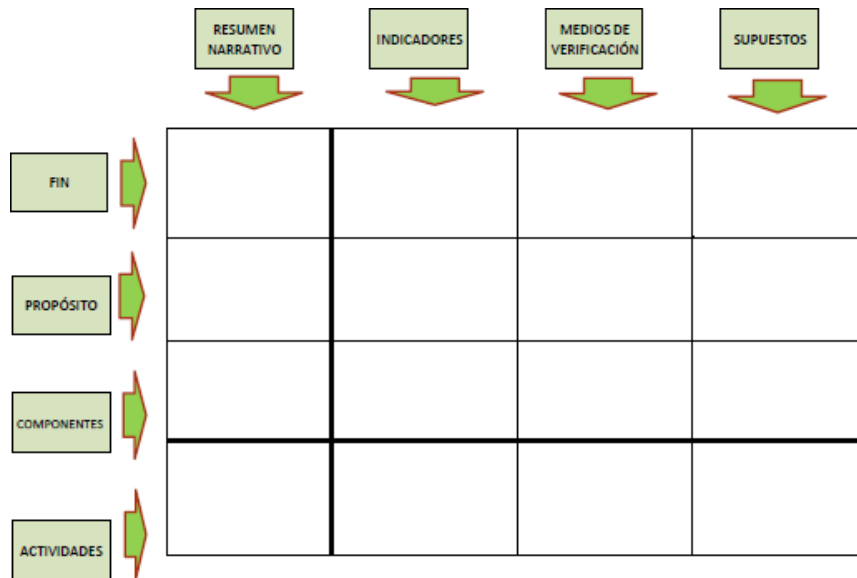 RESUMEN
NARRATIVO
INDICADORES
MEDIOS DE
VERIFICACIÓN
SUPUESTOS
FIN
PROPÓSITO
COMPONENTES
ACTIVIDADES